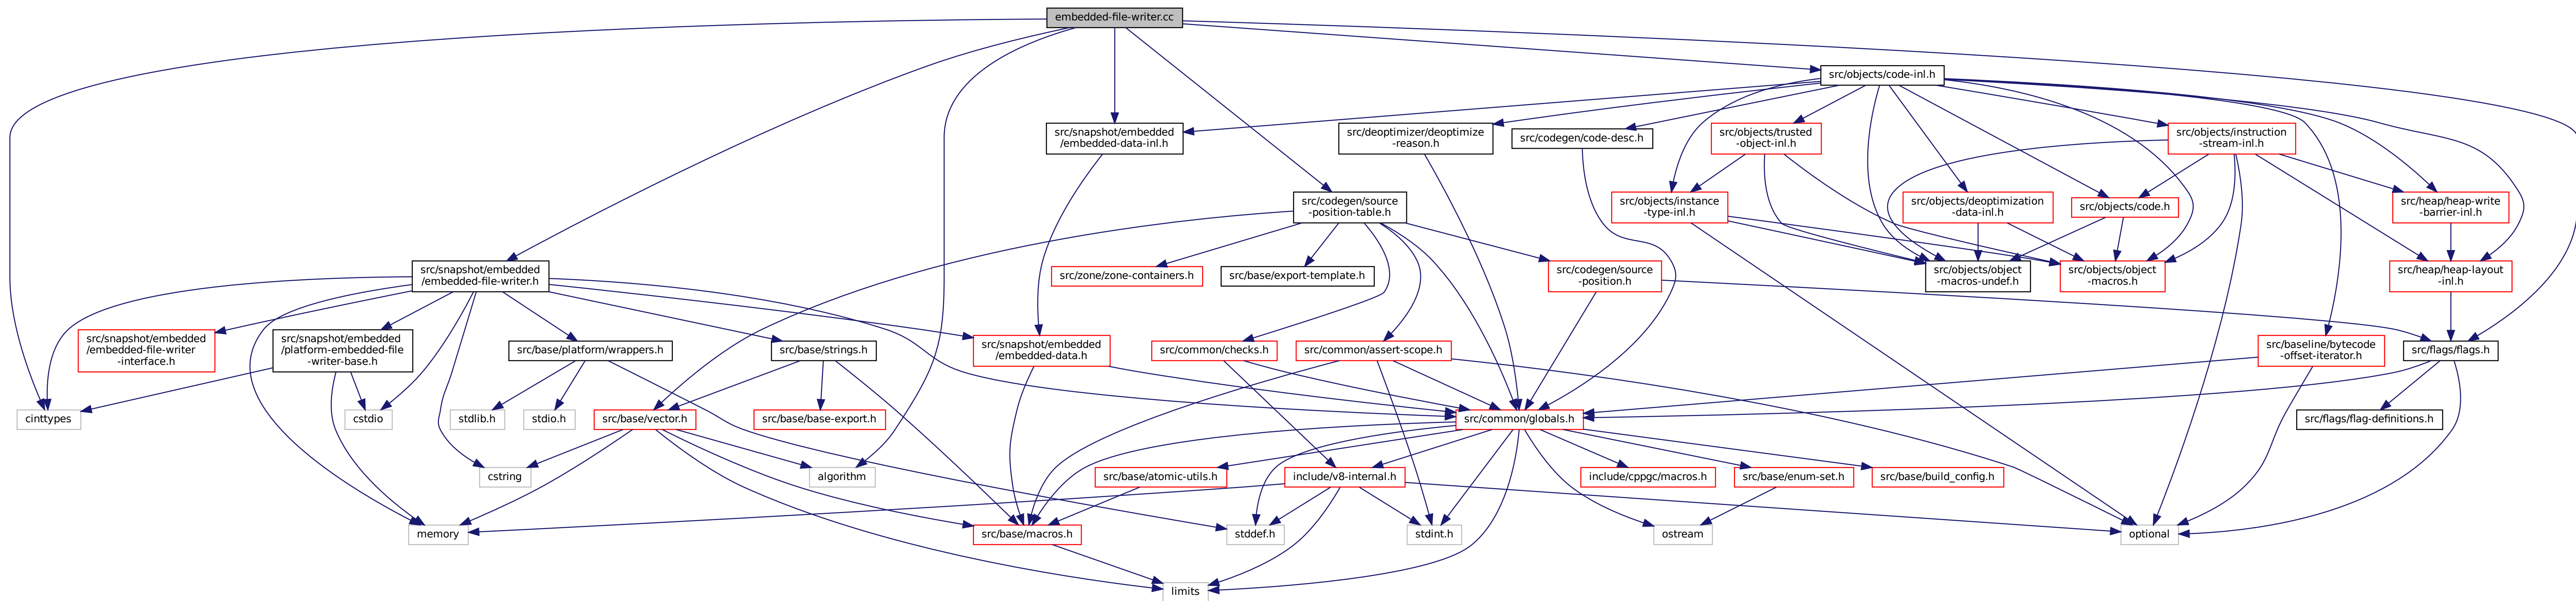 embedded-file-writer.cc
src/objects/code-inl.h
src/snapshot/embedded
/embedded-data-inl.h
src/deoptimizer/deoptimize
-reason.h
src/codegen/code-desc.h
src/objects/trusted
-object-inl.h
src/objects/instruction
-stream-inl.h
src/codegen/source
-position-table.h
src/objects/instance
-type-inl.h
src/objects/deoptimization
-data-inl.h
src/objects/code.h
src/heap/heap-write
-barrier-inl.h
src/snapshot/embedded
/embedded-file-writer.h
src/zone/zone-containers.h
src/base/export-template.h
src/codegen/source
-position.h
src/objects/object
-macros-undef.h
src/objects/object
-macros.h
src/heap/heap-layout
-inl.h
src/snapshot/embedded
/embedded-file-writer
-interface.h
src/snapshot/embedded
/platform-embedded-file
-writer-base.h
src/base/platform/wrappers.h
src/base/strings.h
src/snapshot/embedded
/embedded-data.h
src/common/checks.h
src/common/assert-scope.h
src/baseline/bytecode
-offset-iterator.h
src/flags/flags.h
cinttypes
cstdio
stdlib.h
stdio.h
src/base/vector.h
src/base/base-export.h
src/common/globals.h
src/flags/flag-definitions.h
cstring
algorithm
src/base/atomic-utils.h
include/v8-internal.h
include/cppgc/macros.h
src/base/enum-set.h
src/base/build_config.h
memory
src/base/macros.h
stddef.h
stdint.h
ostream
optional
limits